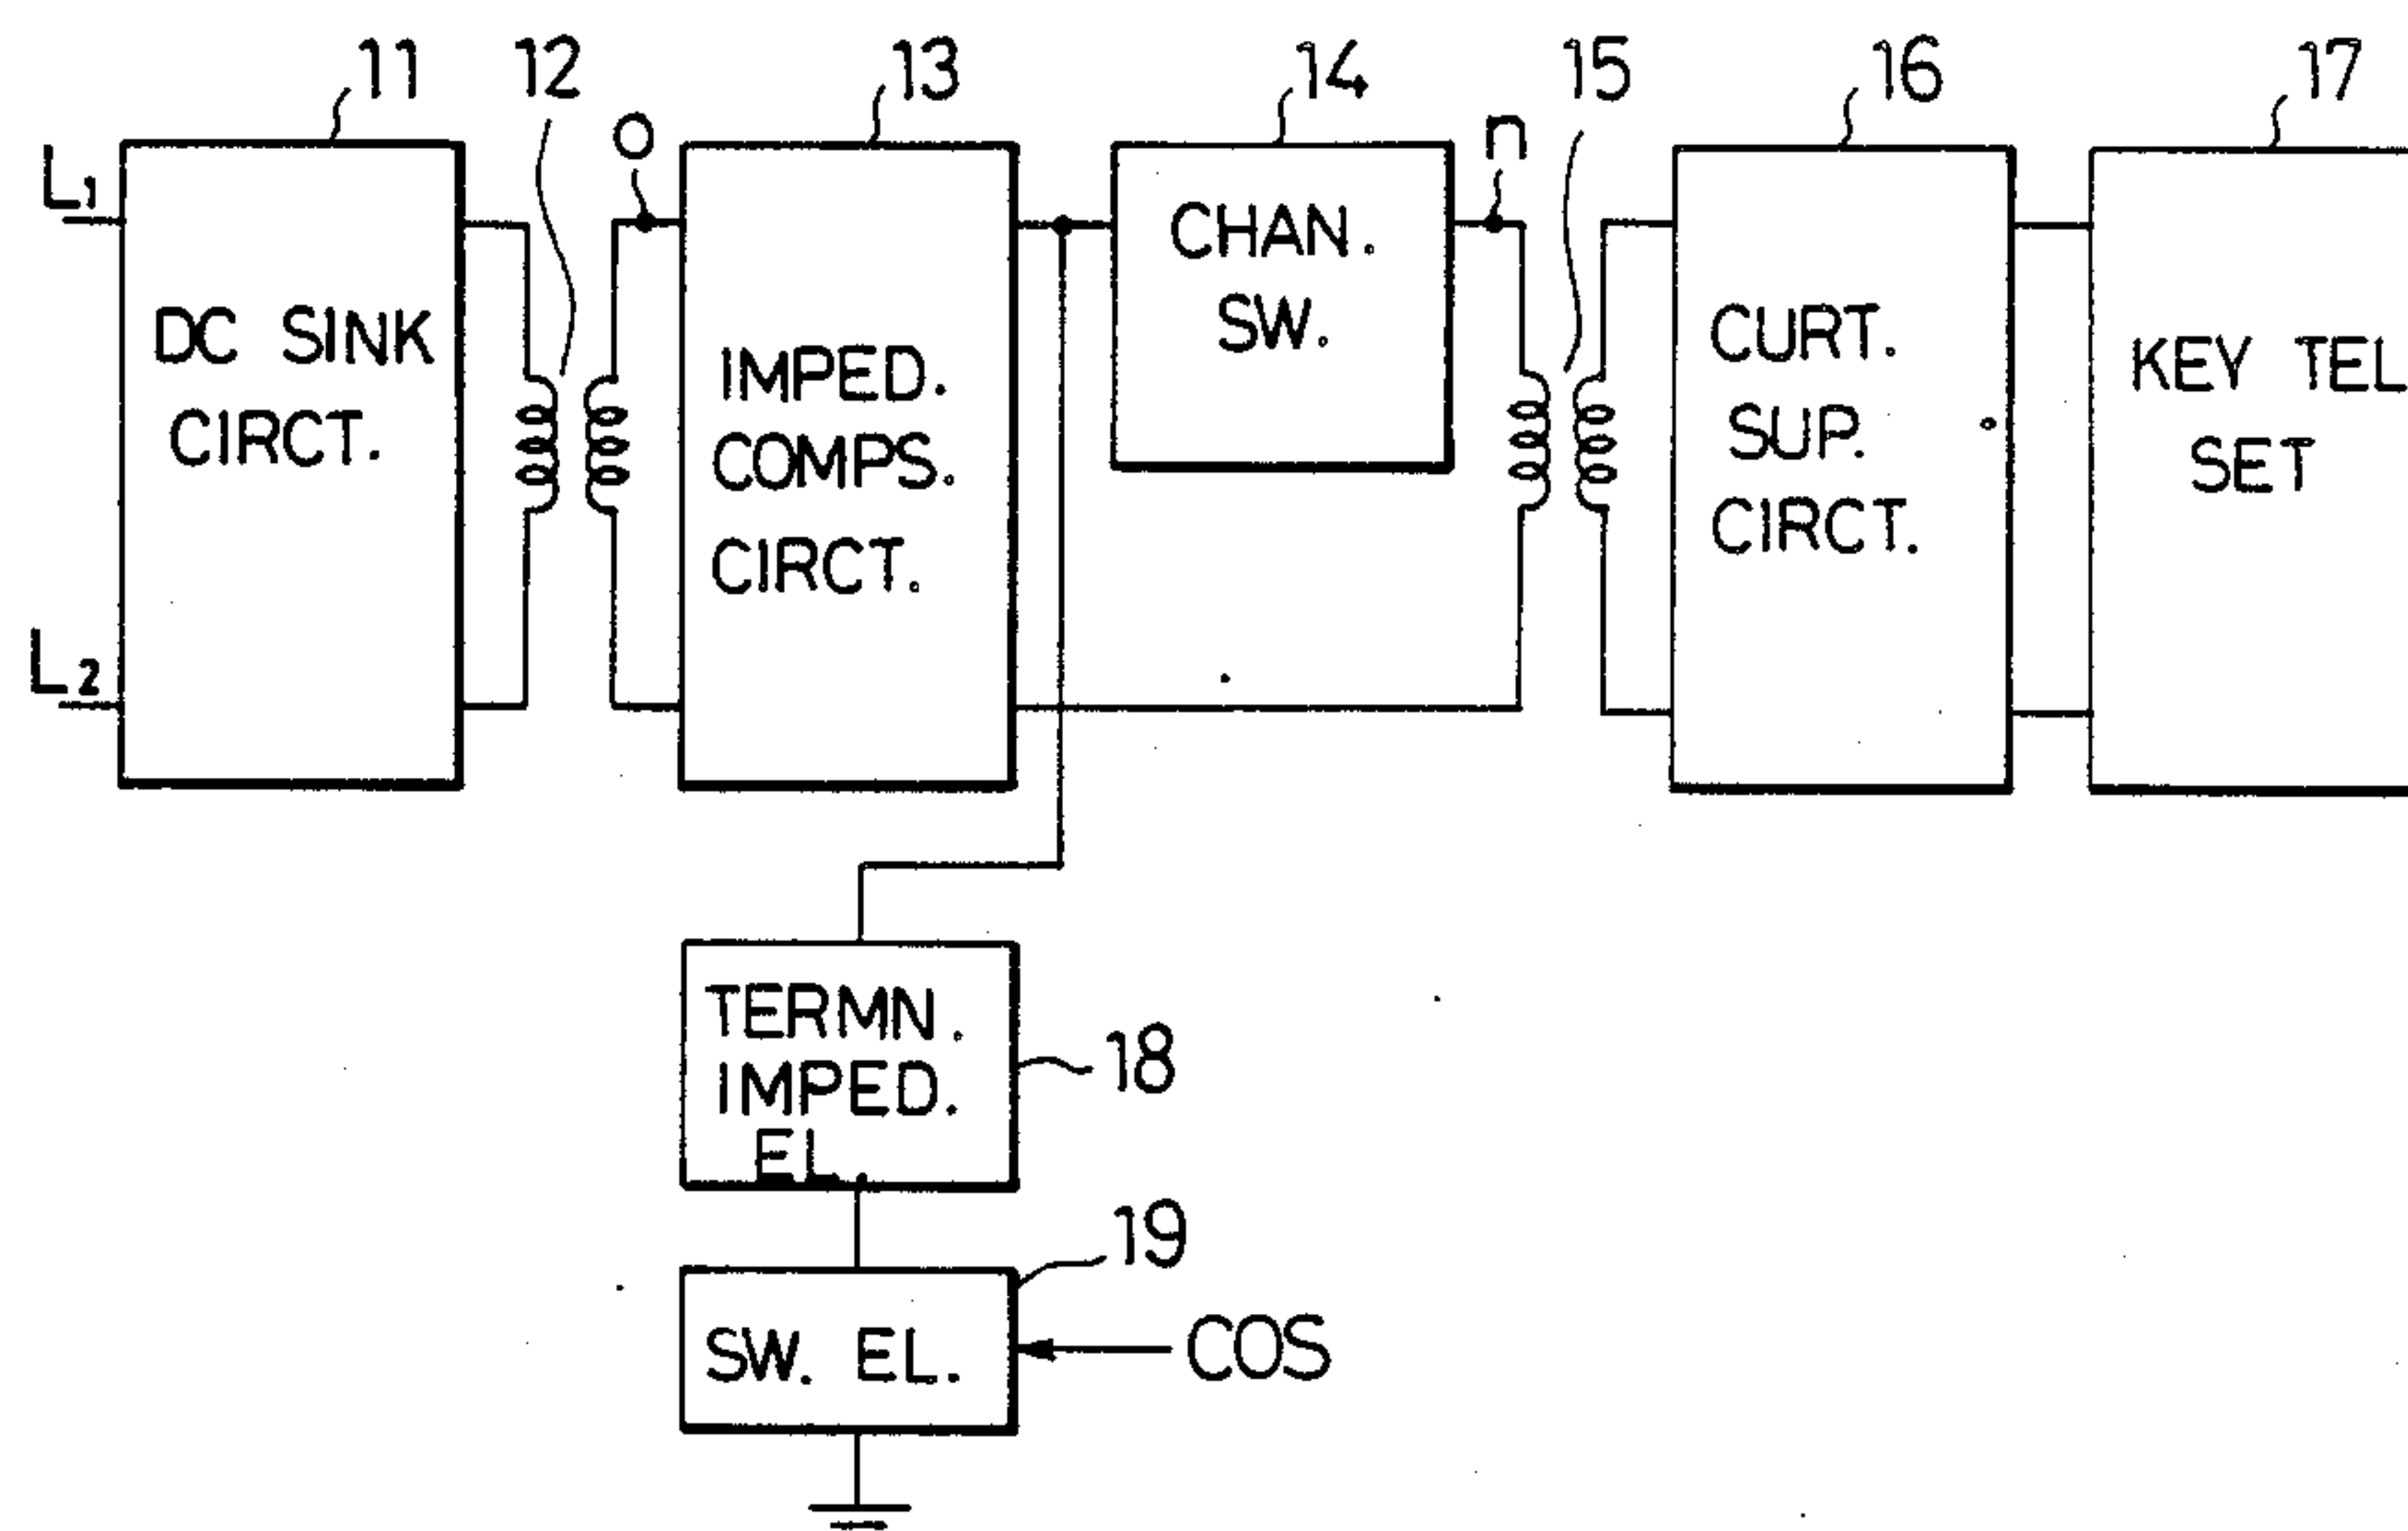 11
12
O
13
14
n
15
16
17
L1
L2
DC SINK
CIRCT.
IMPED.
COMPS.
CIRCT.
CHAN.
SW.
CURT.
SUP.
CIRCT.
KEY TEL
SET
TERMN.
IMPED.
EL.
18
19
SW. EL.
COS